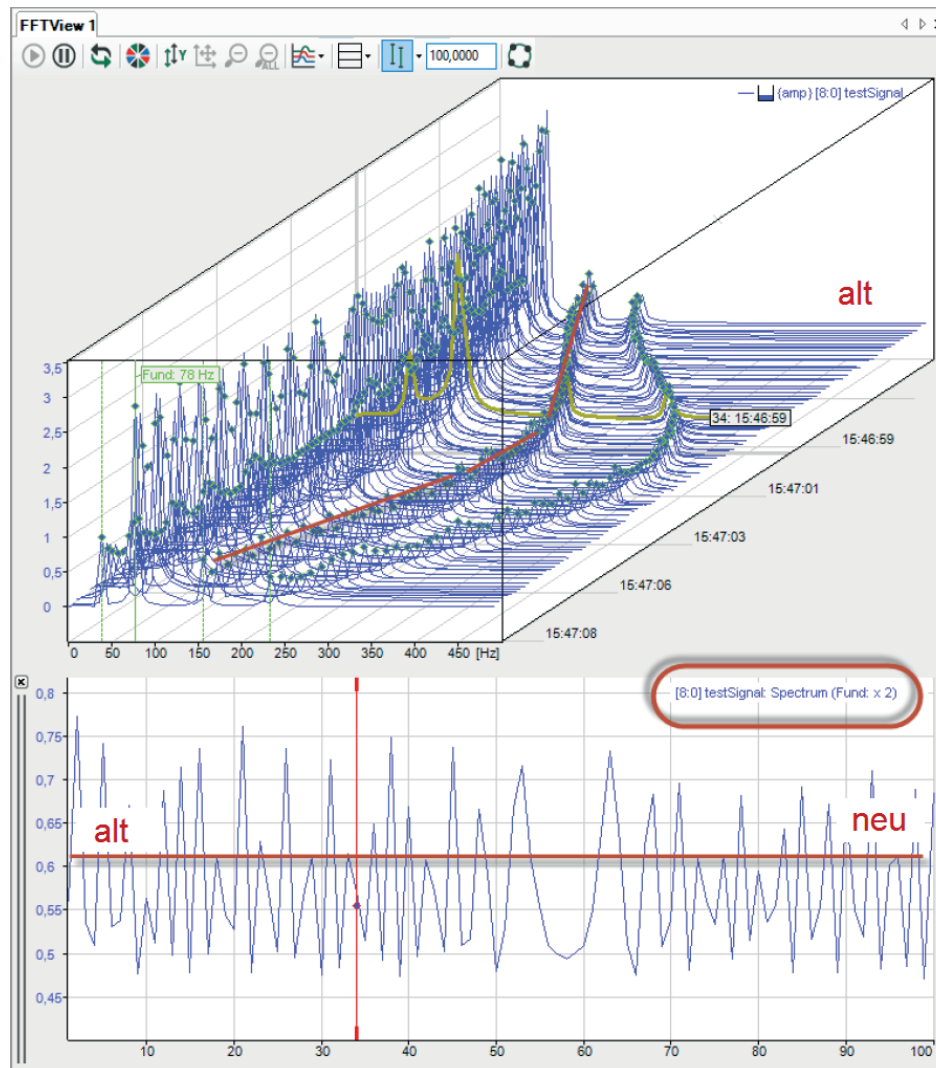 FFTView 1
Y
ALL
100,0000
{amp} [8:0] testSignal
alt
3,5
Fund: 78 Hz
3
2,5
34: 15:46:59
15:46:59
2
15:47:01
1,5
15:47:03
1
15:47:06
0,5
15:47:08
0
0 50 100 150 200 250 300 350 400 450 [Hz]
0,8
[8:0] testSignal: Spectrum (Fund: x 2)
0,75
0,7
0,65
alt neu
0,6
0,55
0,5
0,45
10 20 30 40 50 60 70 80 90 100